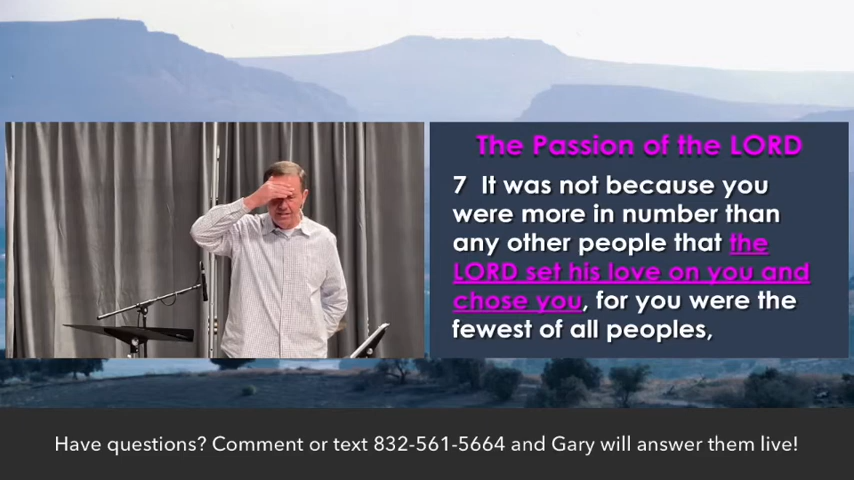 The Passion of the LORD
7 It was not because you
were more in number than
any other people that the
LORD set his love on you and
chose you, for you were the
fewest of all peoples,
Have questions? Comment or text 832-561-5664 and Gary will answer them live!